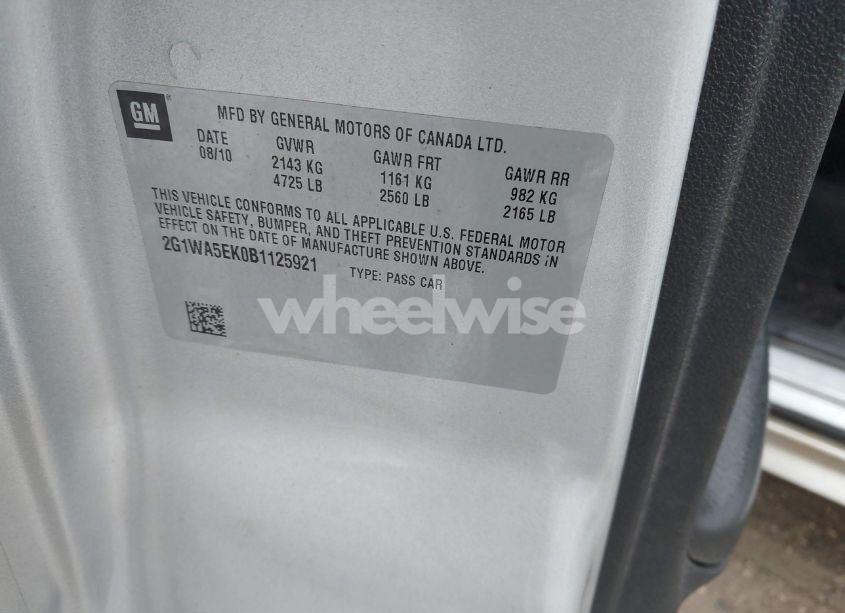 GM
MFD BY GENERAL MOTORS OF CANADA LTD.
DATE GVWR GAWR FRT GAWR RR
08/10 2143 KG 1161 KG 982 KG
4725 LB 2560 LB 2165 LB
THIS VEHICLE CONFORMS TO ALL APPLICABLE U.S. FEDERAL MOTOR
VEHICLE SAFETY, BUMPER, AND THEFT PREVENTION STANDARDS IN
EFFECT ON THE DATE OF MANUFACTURE SHOWN ABOVE.
2G1WA5EK0B1125921 TYPE: PASS CAR
wheelwise